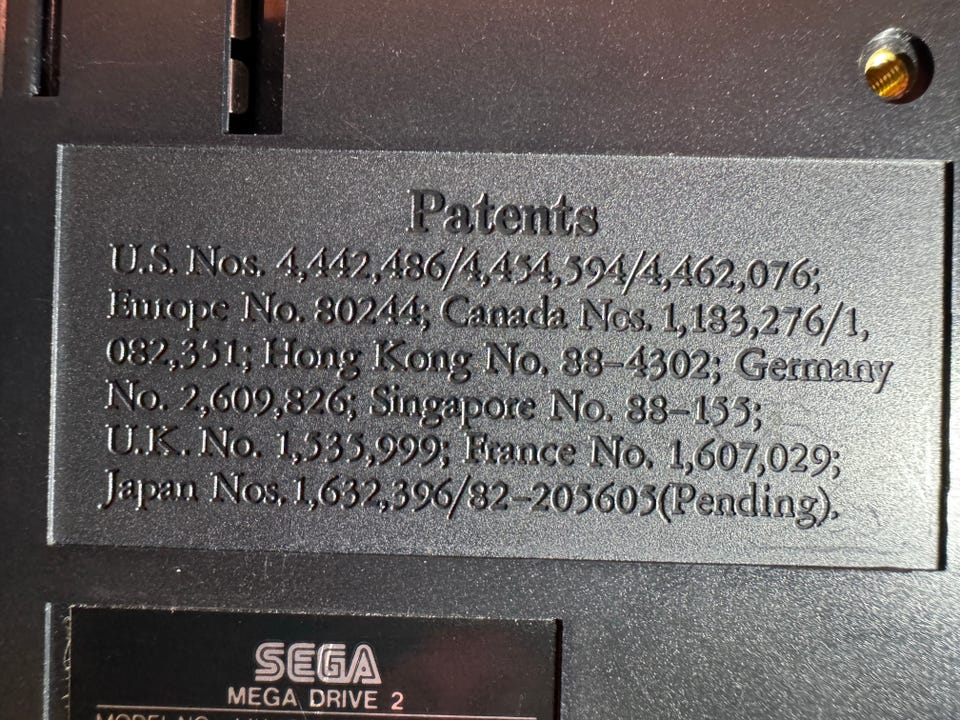 Patents
U.S. Nos. 4,442,486/4,454,594/4,462,076;
Europe No. 80244; Canada Nos. 1,183,276/1,
082,351; Hong Kong No. 88-4302; Germany
No. 2,609,826; Singapore No. 88-155;
U.K. No. 1,535,999; France No. 1,607,029;
Japan Nos. 1,632,396/82-205605(Pending).
SEGA
MEGA DRIVE 2
MODEL NO.